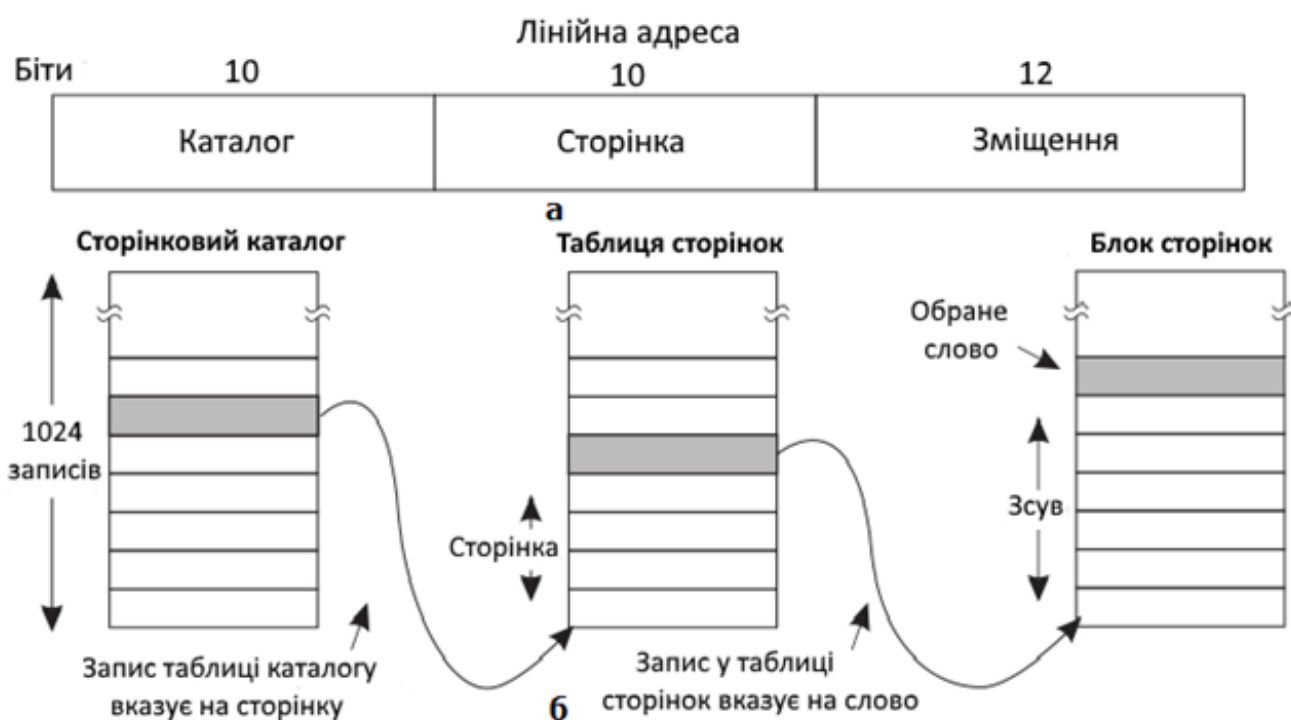 Лінійна адреса
Біти 10 10 12
Каталог Сторінка Зміщення
а
Сторінковий каталог Таблиця сторінок Блок сторінок
Обране
слово
1024
записів
Зсув
Сторінка
Запис таблиці каталогу
вказує на сторінку
Запис у таблиці
сторінок вказує на слово
б